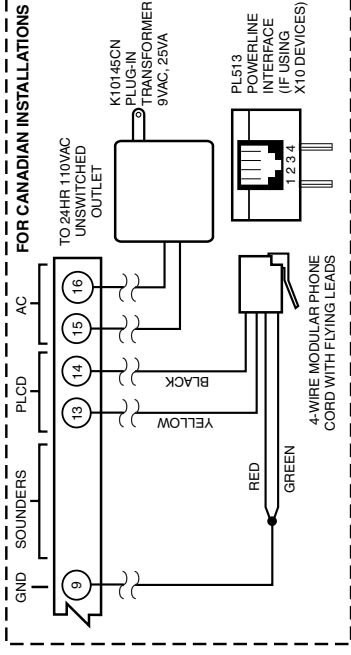 FOR CANADIAN INSTALLATIONS
GND
SOUNDERS
PLCD
AC
9
13
14
15
16
TO 24HR 110VAC
UNSWITCHED
OUTLET
K10145CN
PLUG-IN
TRANSFORMER
9VAC, 25VA
YELLOW
BLACK
RED
GREEN
4-WIRE MODULAR PHONE
CORD WITH FLYING LEADS
1 2 3 4
PL513
POWERLINE
INTERFACE
(IF USING
X10 DEVICES)